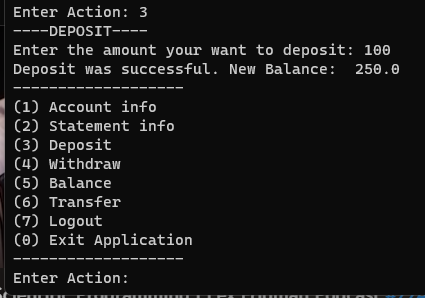 Enter Action: 3
----DEPOSIT----
Enter the amount your want to deposit: 100
Deposit was successful. New Balance:  250.0
-------------------
(1) Account info
(2) Statement info
(3) Deposit
(4) Withdraw
(5) Balance
(6) Transfer
(7) Logout
(0) Exit Application
-------------------
Enter Action: